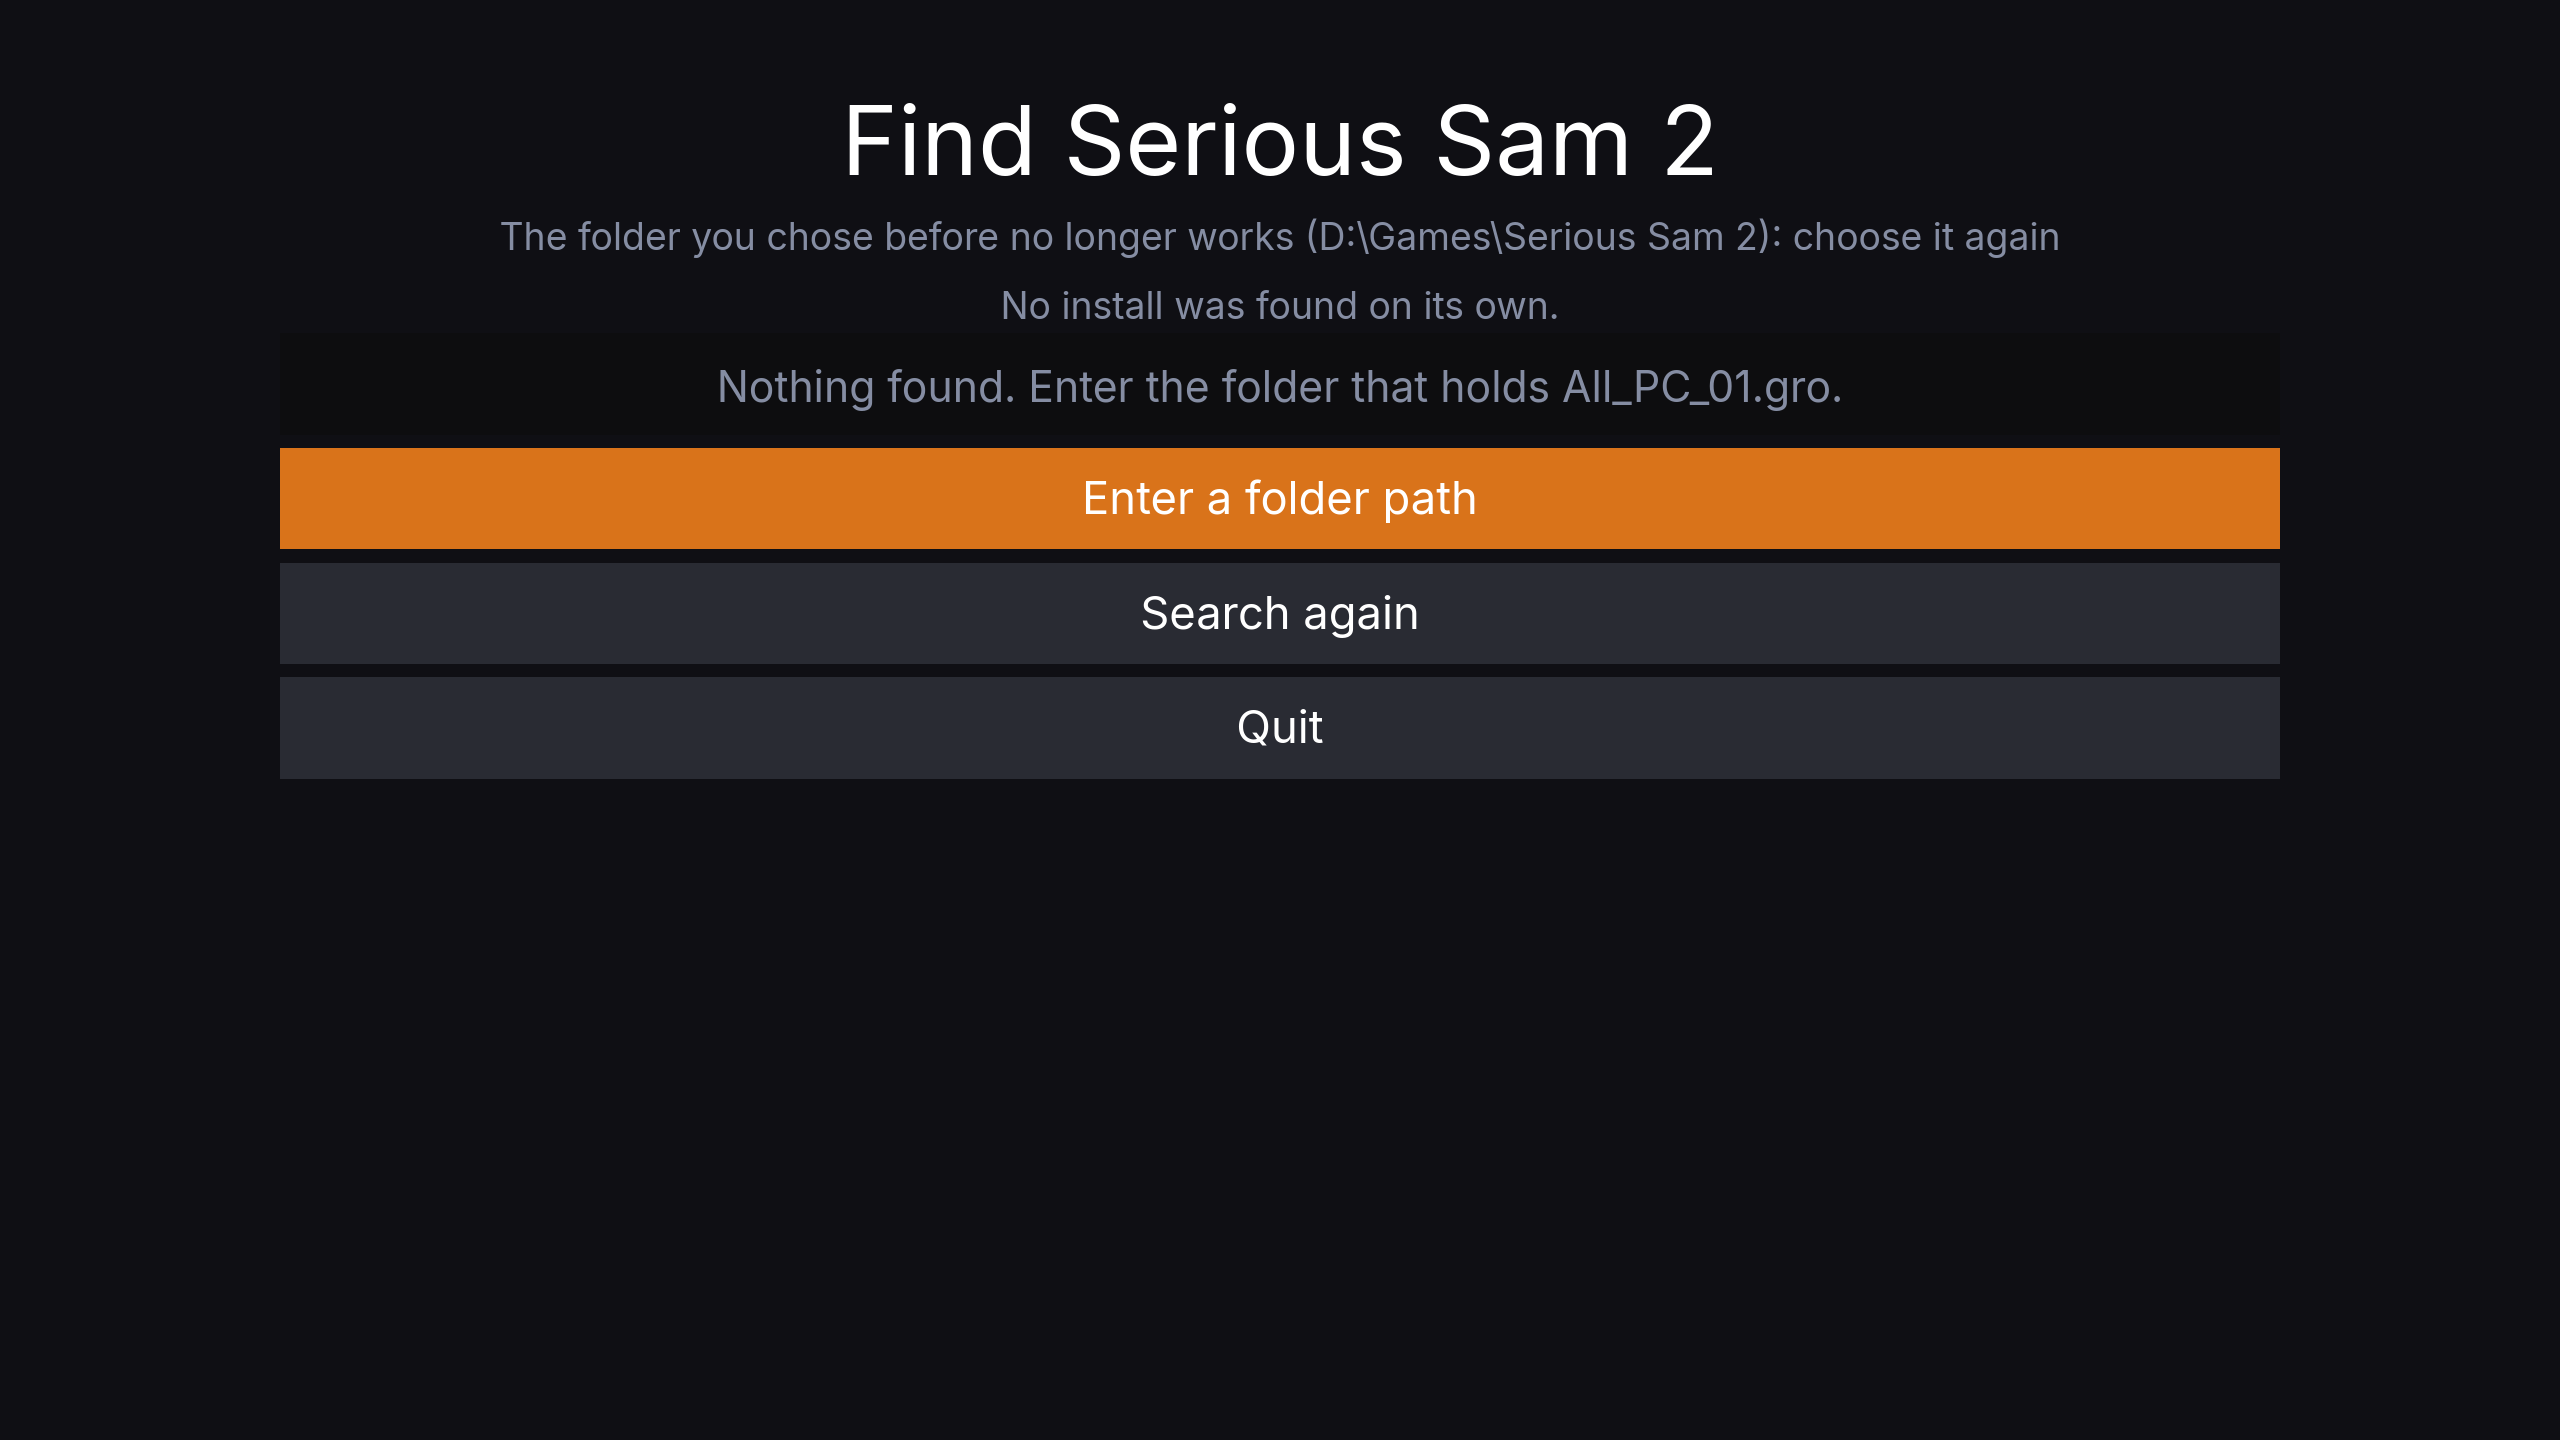 Find Serious Sam 2
The folder you chose before no longer works (D:\Games\Serious Sam 2): choose it again
No install was found on its own.
Nothing found. Enter the folder that holds All_PC_01.gro.
Enter a folder path
Search again
Quit